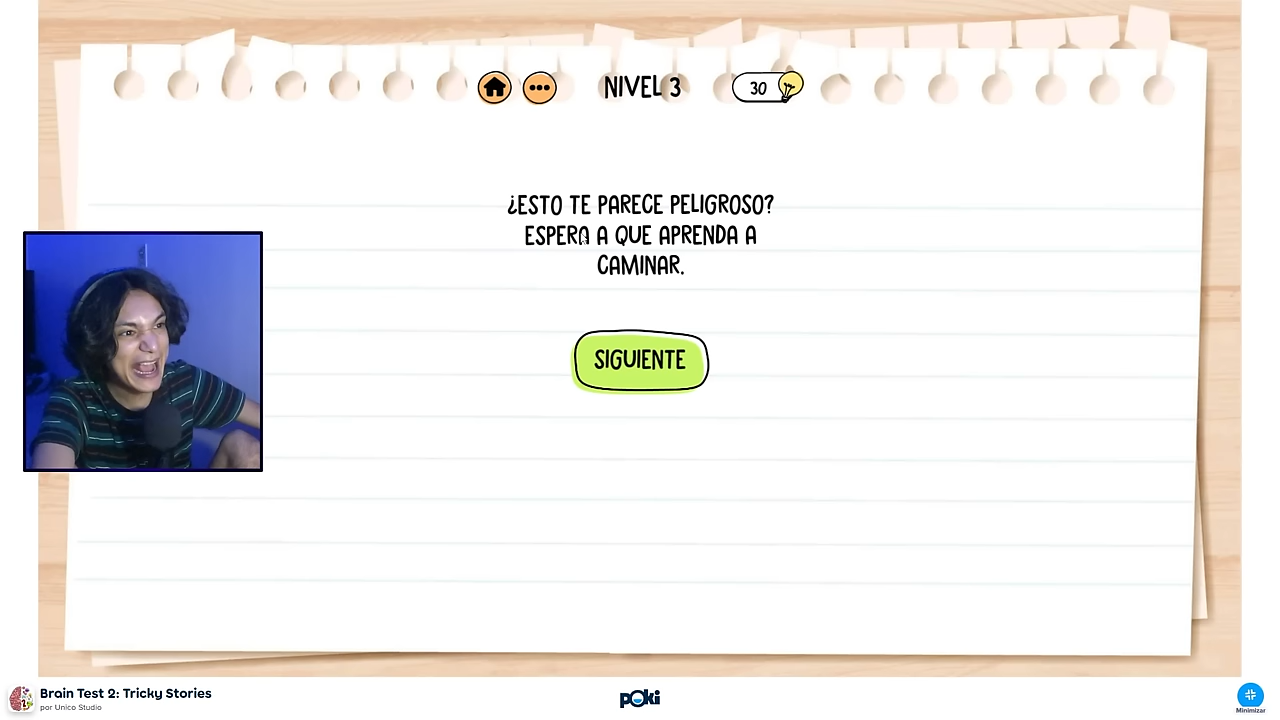 NIVEL 3
30
¿ESTO TE PARECE PELIGROSO?
ESPERA A QUE APRENDA A
CAMINAR.
SIGUIENTE
Brain Test 2: Tricky Stories
por Unico Studio
poki
Minimizar